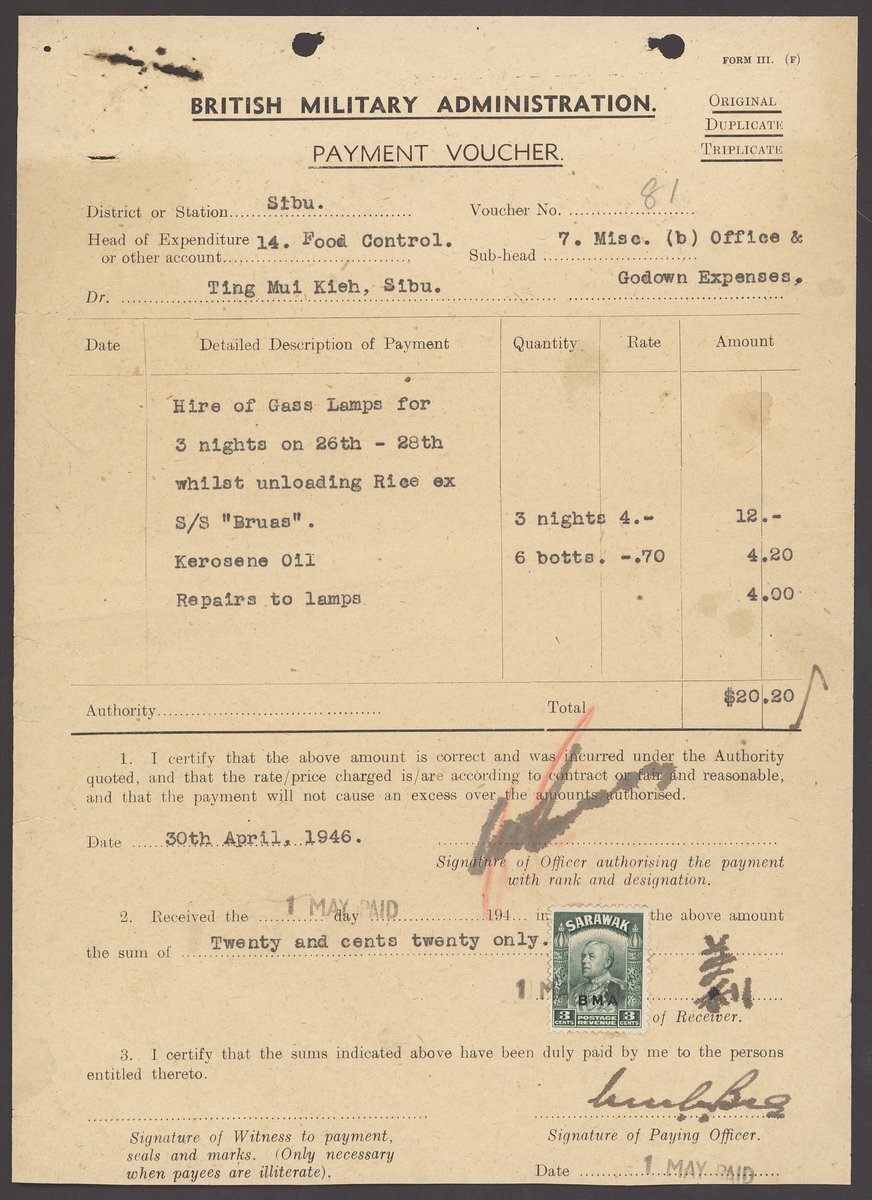 FORM III. (F)
BRITISH MILITARY ADMINISTRATION.
ORIGINAL
DUPLICATE
TRIPLICATE
PAYMENT VOUCHER.
District or Station Sibu.
Voucher No. 81
Head of Expenditure 14. Food Control.
or other account
Sub-head 7. Misc. (b) Office &
Godown Expenses.
Dr. Ting Mui Kieh, Sibu.
Date Detailed Description of Payment Quantity Rate Amount
Hire of Gass Lamps for
3 nights on 26th - 28th
whilst unloading Rice ex
S/S "Bruas". 3 nights 4.- 12.-
Kerosene Oil 6 botts. -.70 4.20
Repairs to lamps 4.00
Authority Total $20.20
1. I certify that the above amount is correct and was incurred under the Authority
quoted, and that the rate/price charged is/are according to contract or fair and reasonable,
and that the payment will not cause an excess over the amounts authorised.
Date 30th April, 1946.
Signature of Officer authorising the payment
with rank and designation.
2. Received the day 194 in the above amount
1 MAY PAID
the sum of Twenty and cents twenty only.
SARAWAK
BMA
3 CENTS POSTAGE REVENUE 3 CENTS
1 M
of Receiver.
3. I certify that the sums indicated above have been duly paid by me to the persons
entitled thereto.
Signature of Witness to payment,
seals and marks. (Only necessary
when payees are illiterate).
Signature of Paying Officer.
Date 1 MAY PAID